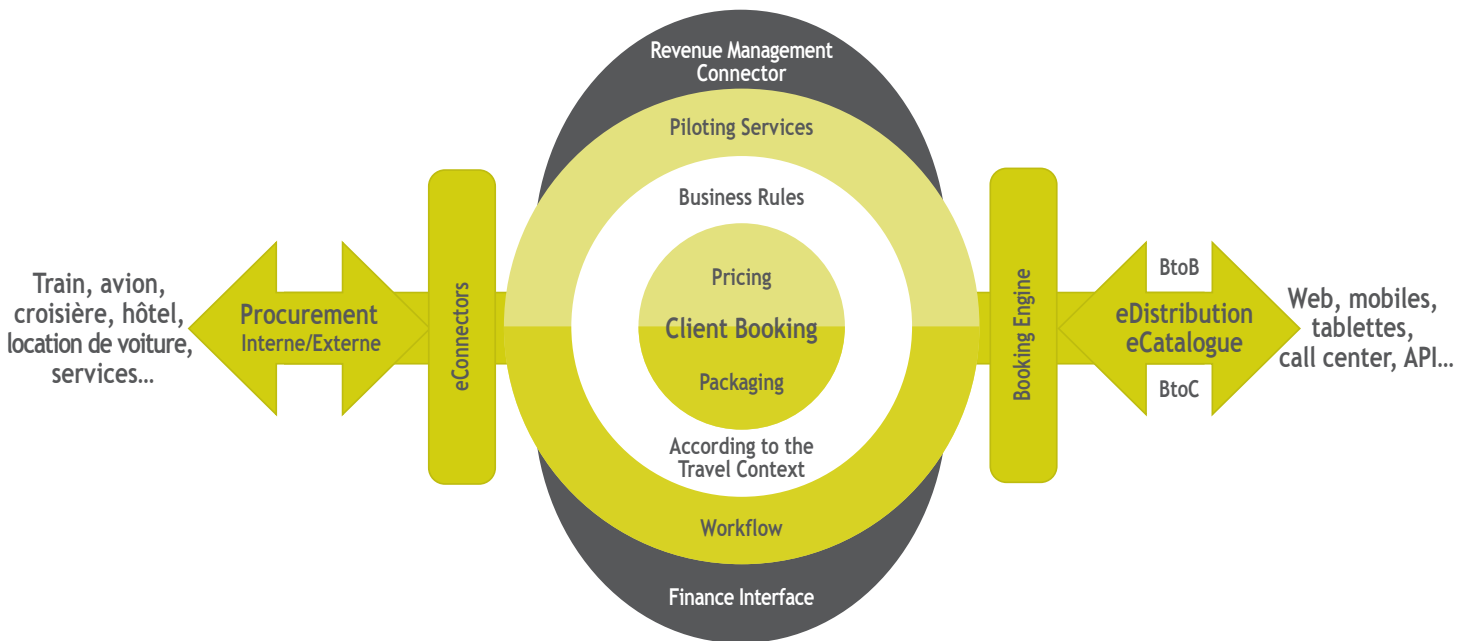 Revenue Management
Connector
Piloting Services
Business Rules
Pricing
Client Booking
Packaging
According to the
Travel Context
Workflow
Finance Interface
Train, avion,
croisière, hôtel,
location de voiture,
services…
Procurement
Interne/Externe
eConnectors
Booking Engine
BtoB
eDistribution
eCatalogue
BtoC
Web, mobiles,
tablettes,
call center, API…